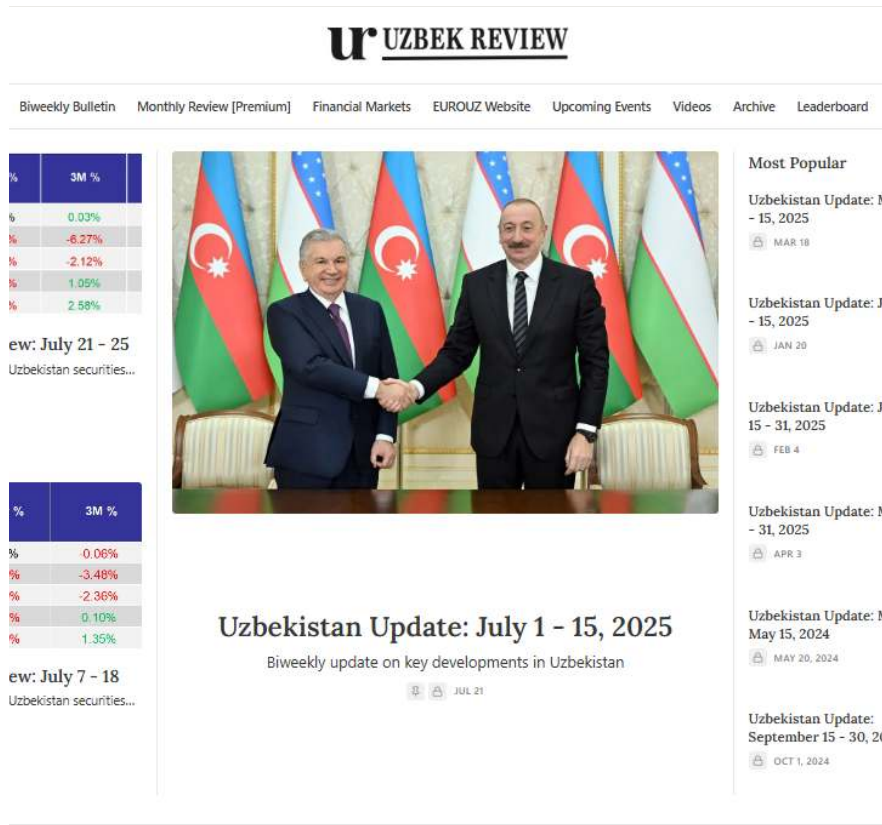 ur UZBEK REVIEW
Biweekly Bulletin Monthly Review [Premium] Financial Markets EUROUZ Website Upcoming Events Videos Archive Leaderboard
% 3M %
% 0.03%
% -6.27%
% -2.12%
% 1.05%
% 2.58%
ew: July 21 - 25
Uzbekistan securities...
% 3M %
% -0.06%
% -3.48%
% -2.36%
% 0.10%
% 1.35%
ew: July 7 - 18
Uzbekistan securities...
Uzbekistan Update: July 1 - 15, 2025
Biweekly update on key developments in Uzbekistan
JUL 21
Most Popular
Uzbekistan Update: M
- 15, 2025
MAR 18
Uzbekistan Update: J
- 15, 2025
JAN 20
Uzbekistan Update: J
15 - 31, 2025
FEB 4
Uzbekistan Update: M
- 31, 2025
APR 3
Uzbekistan Update: M
May 15, 2024
MAY 20, 2024
Uzbekistan Update:
September 15 - 30, 20
OCT 1, 2024